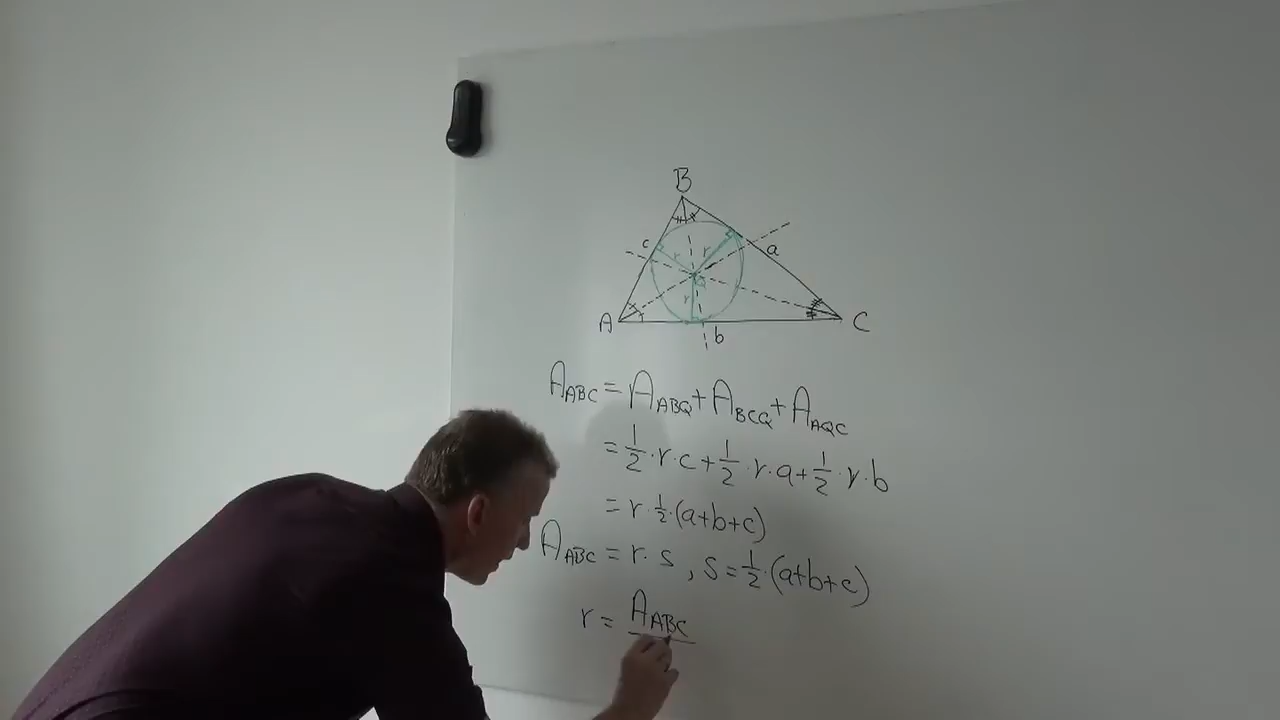 B
c
r
r
a
Q
r
A
C
b
A_ABC = A_ABQ + A_BCQ + A_AQC
= 1/2 · r · c + 1/2 · r · a + 1/2 · r · b
= r · 1/2 · (a+b+c)
A_ABC = r · s , s = 1/2 · (a+b+c)
r = A_ABC